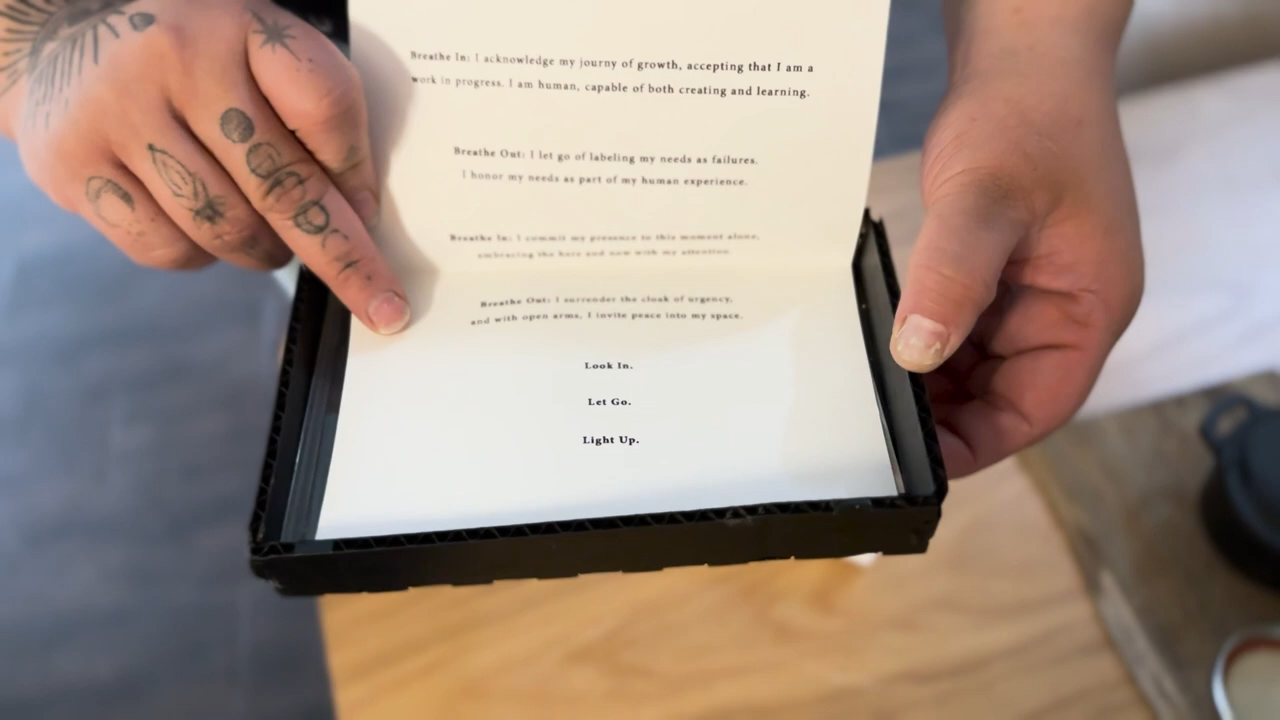 Breathe In: I acknowledge my journy of growth, accepting that I am a
work in progress. I am human, capable of both creating and learning.
Breathe Out: I let go of labeling my needs as failures.
I honor my needs as part of my human experience.
Breathe In: I commit my presence to this moment alone,
embracing the here and now with my attention.
Breathe Out: I surrender the cloak of urgency,
and with open arms, I invite peace into my space.
Look In.
Let Go.
Light Up.